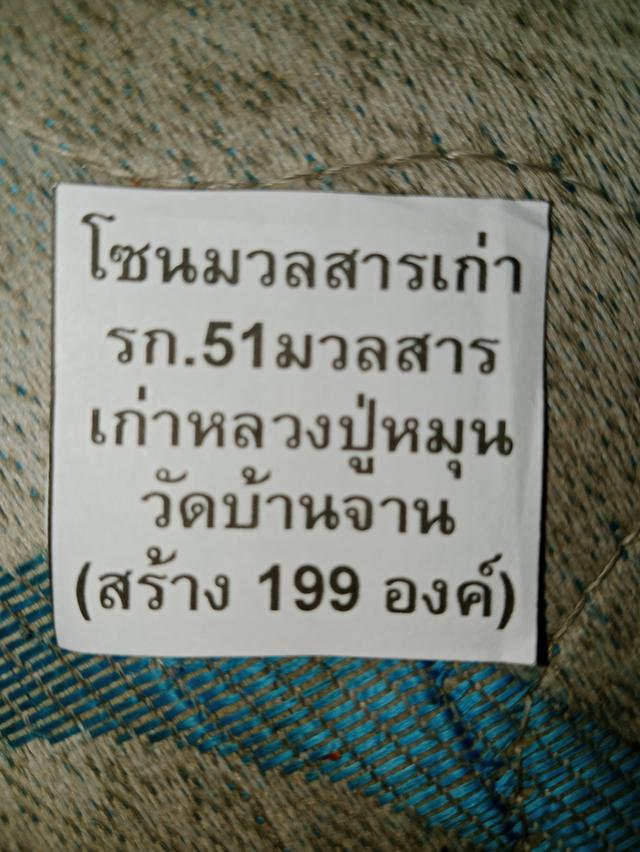 โซนมวลสารเก่า
รก.51มวลสาร
เก่าหลวงปู่หมุน
วัดบ้านจาน
(สร้าง 199 องค์)